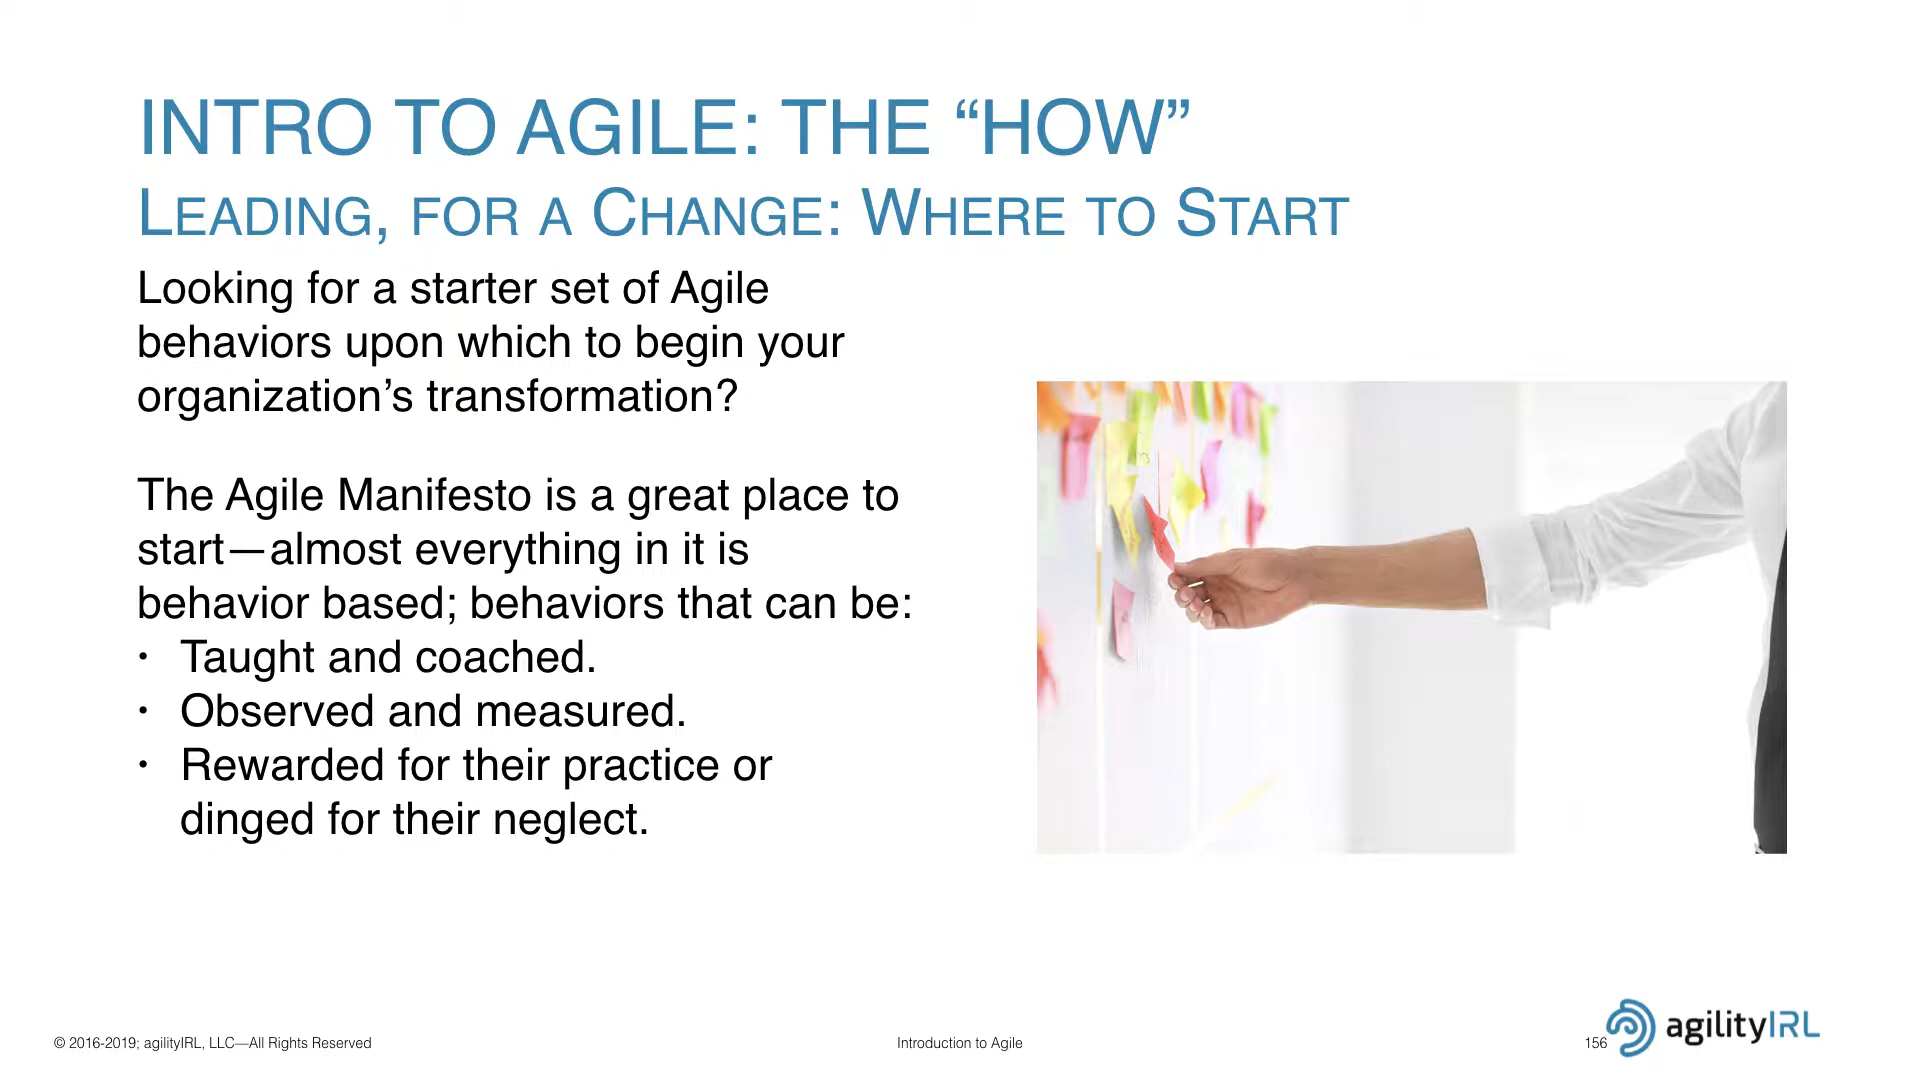 INTRO TO AGILE: THE “HOW”
LEADING, FOR A CHANGE: WHERE TO START
Looking for a starter set of Agile
behaviors upon which to begin your
organization’s transformation?
The Agile Manifesto is a great place to
start—almost everything in it is
behavior based; behaviors that can be:
• Taught and coached.
• Observed and measured.
• Rewarded for their practice or
dinged for their neglect.
© 2016-2019; agilityIRL, LLC—All Rights Reserved
Introduction to Agile
156
agilityIRL